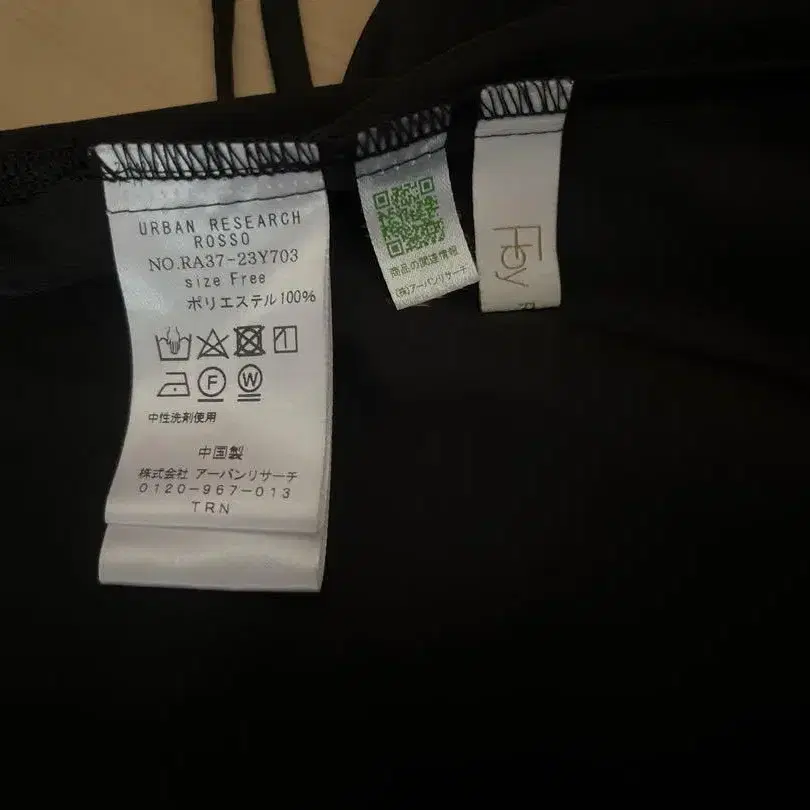 URBAN RESEARCH
ROSSO
NO.RA37-23Y703
size Free
ポリエステル100%
F
W
中性洗剤使用
中国製
株式会社 アーバンリサーチ
0120-967-013
TRN
商品の関連情報
(株)アーバンリサーチ